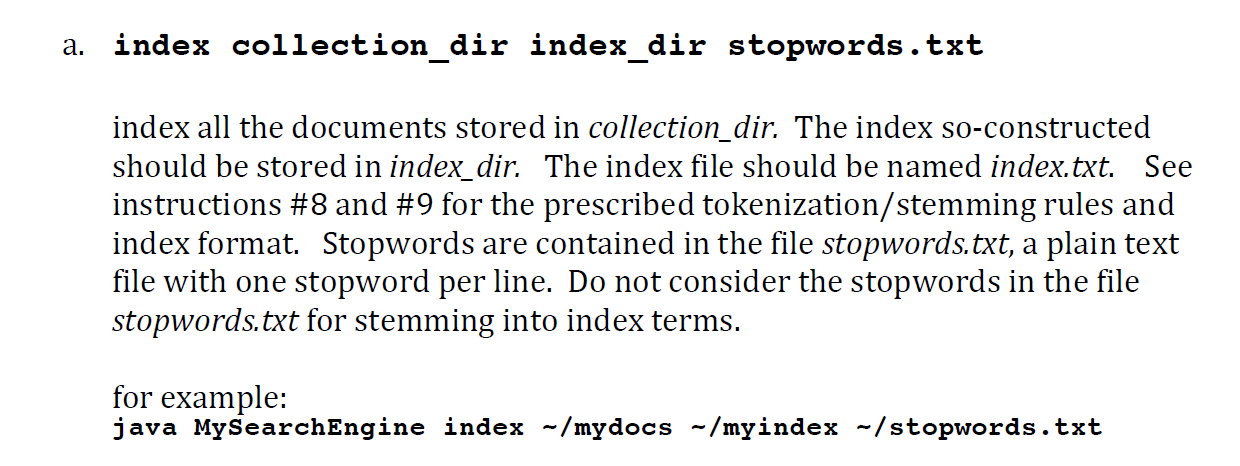 a. index collection_dir index_dir stopwords.txt
index all the documents stored in collection_dir. The index so-constructed
should be stored in index_dir. The index file should be named index.txt. See
instructions #8 and #9 for the prescribed tokenization/stemming rules and
index format. Stopwords are contained in the file stopwords.txt, a plain text
file with one stopword per line. Do not consider the stopwords in the file
stopwords.txt for stemming into index terms.
for example:
java MySearchEngine index ~/mydocs ~/myindex ~/stopwords.txt